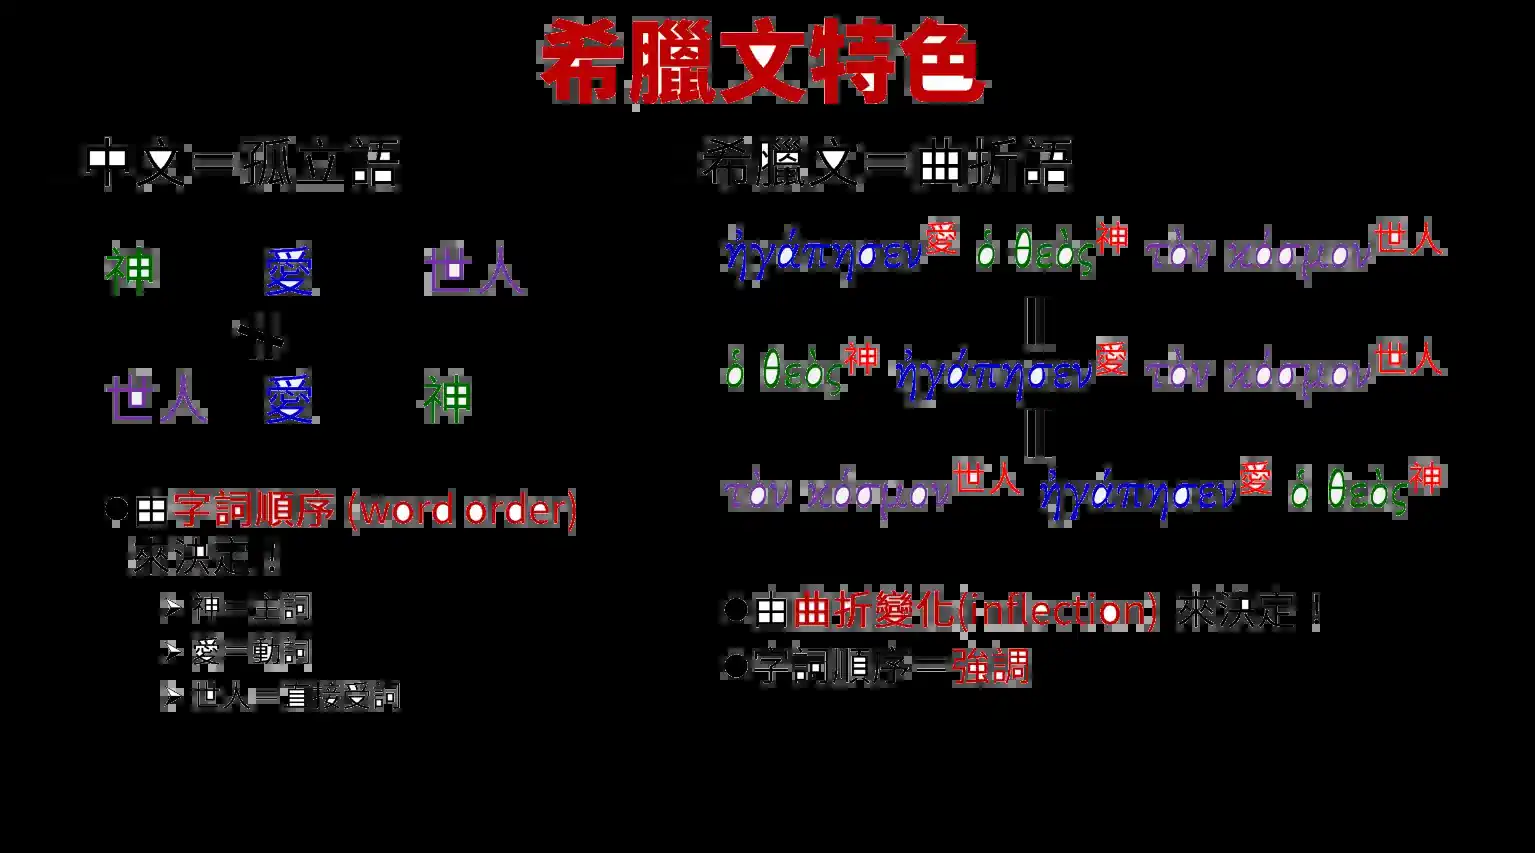 希臘文特色
中文＝孤立語
神 愛 世人
≠
世人 愛 神
●由字詞順序 (word order)
來決定！
➢ 神＝主詞
➢ 愛＝動詞
➢ 世人＝直接受詞
希臘文＝曲折語
ἠγάπησεν愛 ὁ θεὸς神 τὸν κόσμον世人
=
ὁ θεὸς神 ἠγάπησεν愛 τὸν κόσμον世人
=
τὸν κόσμον世人 ἠγάπησεν愛 ὁ θεὸς神
●由曲折變化(inflection) 來決定！
●字詞順序＝強調